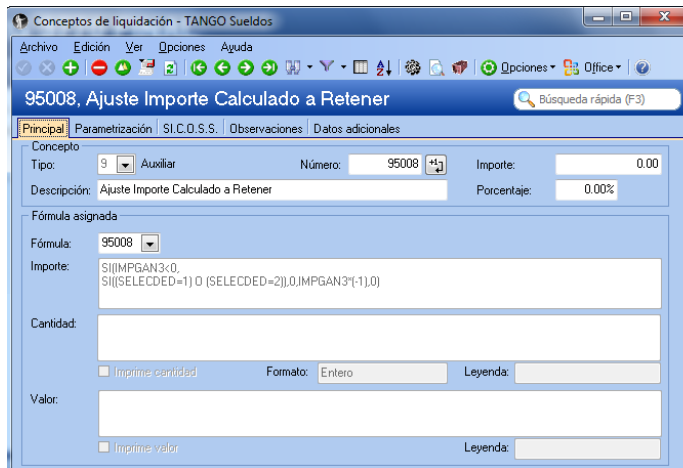 Conceptos de liquidación - TANGO Sueldos
Archivo Edición Ver Opciones Ayuda
Opciones Office
95008, Ajuste Importe Calculado a Retener
Búsqueda rápida (F3)
Principal Parametrización SI.C.O.S.S. Observaciones Datos adicionales
Concepto
Tipo: 9 Auxiliar Número: 95008 Importe: 0.00
Descripción: Ajuste Importe Calculado a Retener Porcentaje: 0.00%
Fórmula asignada
Fórmula: 95008
Importe: SI(IMPGAN3<0,
SI((SELECDED=1) O (SELECDED=2)),0,IMPGAN3*(-1),0)
Cantidad:
Imprime cantidad Formato: Entero Leyenda:
Valor:
Imprime valor Leyenda: